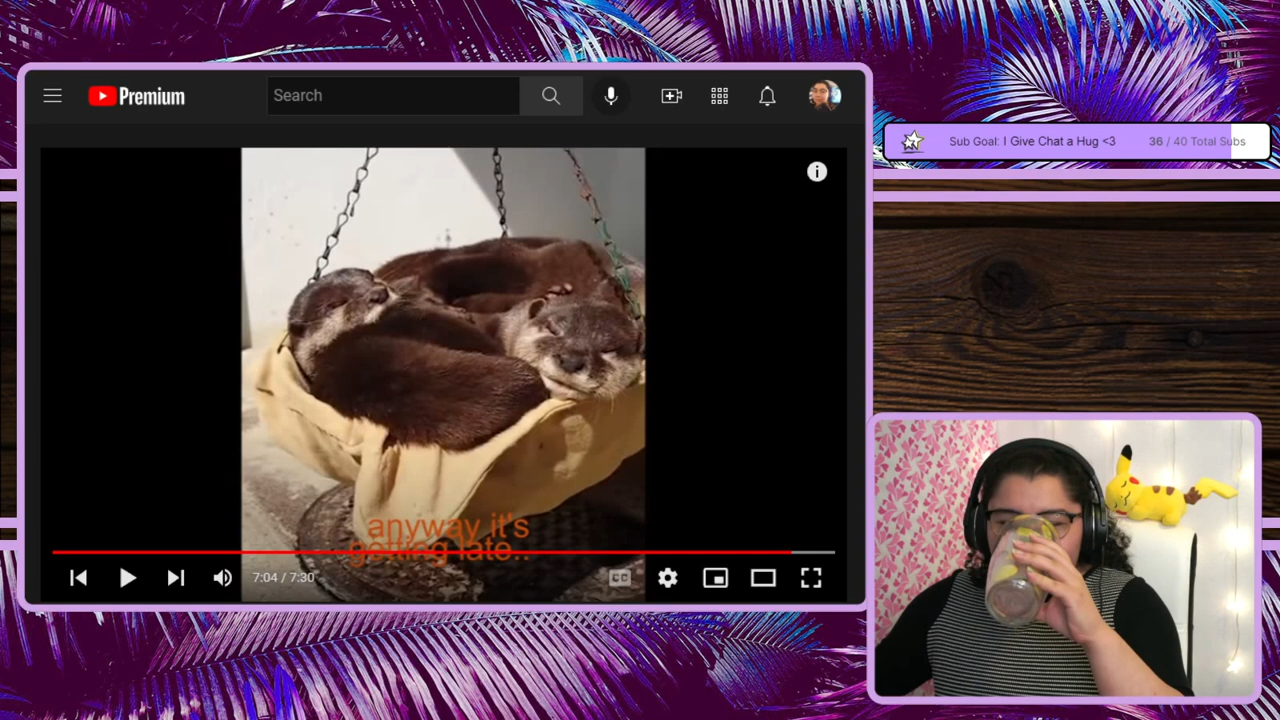 Premium
Search
Sub Goal: I Give Chat a Hug <3 36 / 40 Total Subs
anyway it's
getting late..
7:04 / 7:30
CC